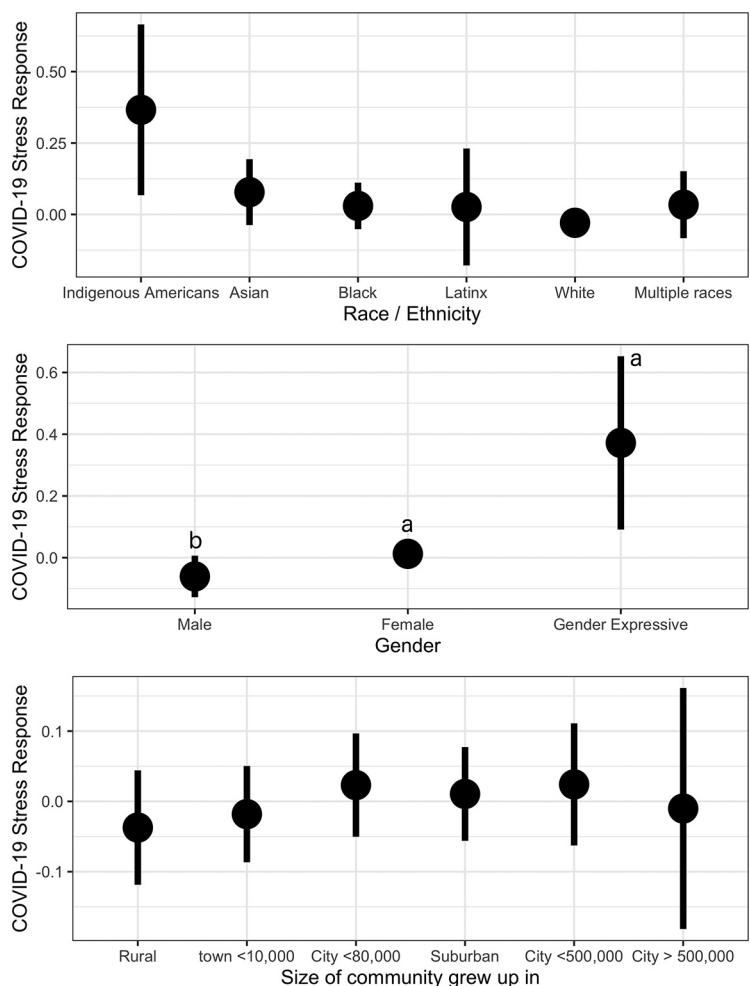 COVID-19 Stress Response
0.50
0.25
0.00
Indigenous Americans Asian Black Latinx White Multiple races
Race / Ethnicity
COVID-19 Stress Response
0.6
0.4
0.2
0.0
b
a
a
Male Female Gender Expressive
Gender
COVID-19 Stress Response
0.1
0.0
-0.1
Rural town <10,000 City <80,000 Suburban City <500,000 City > 500,000
Size of community grew up in